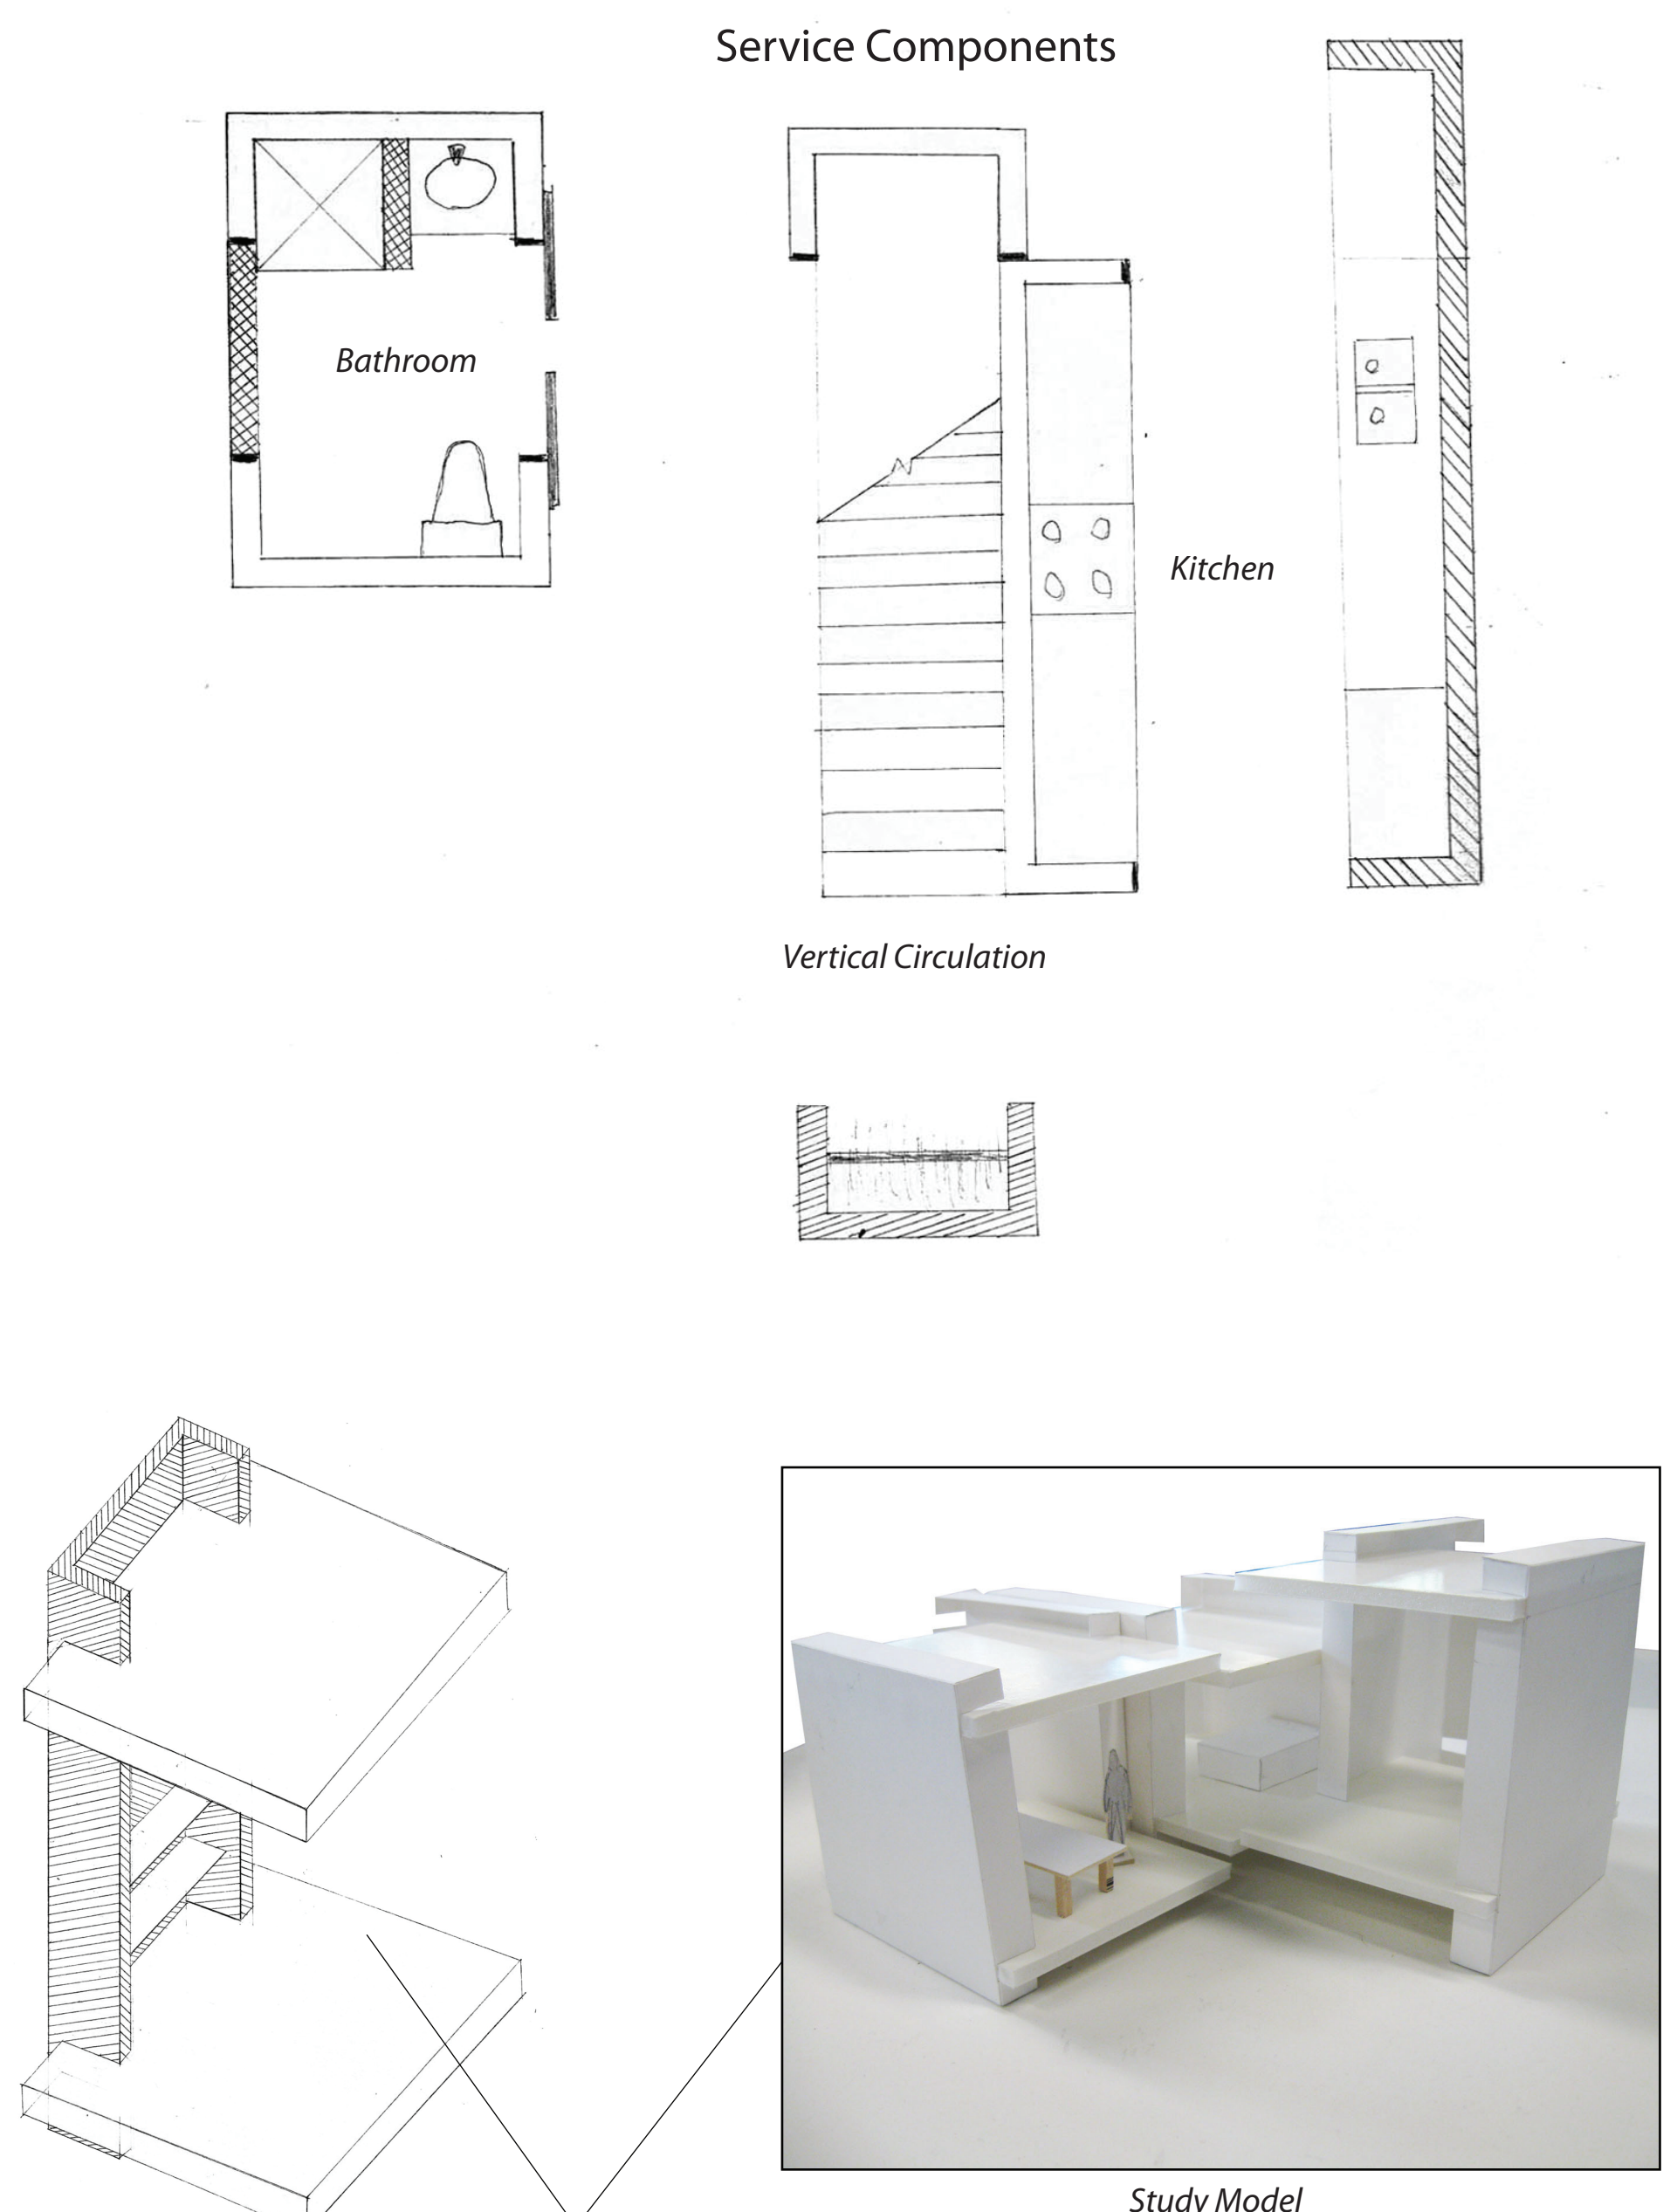 Service Components
Bathroom
Kitchen
Vertical Circulation
Study Model